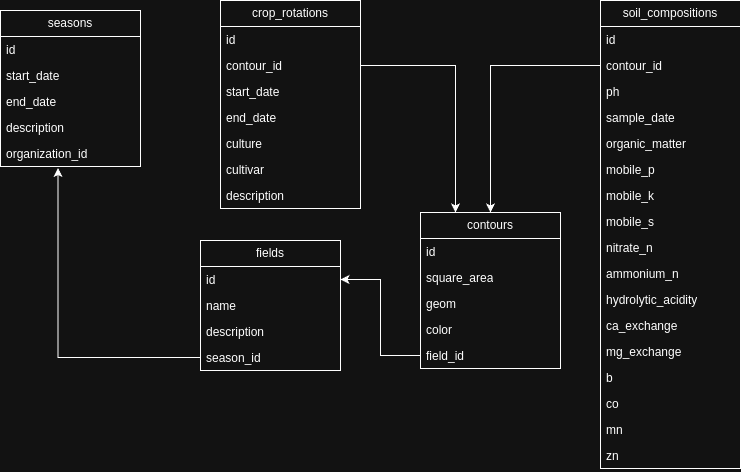 seasons
id
start_date
end_date
description
organization_id
crop_rotations
id
contour_id
start_date
end_date
culture
cultivar
description
soil_compositions
id
contour_id
ph
sample_date
organic_matter
mobile_p
mobile_k
mobile_s
nitrate_n
ammonium_n
hydrolytic_acidity
ca_exchange
mg_exchange
b
co
mn
zn
fields
id
name
description
season_id
contours
id
square_area
geom
color
field_id